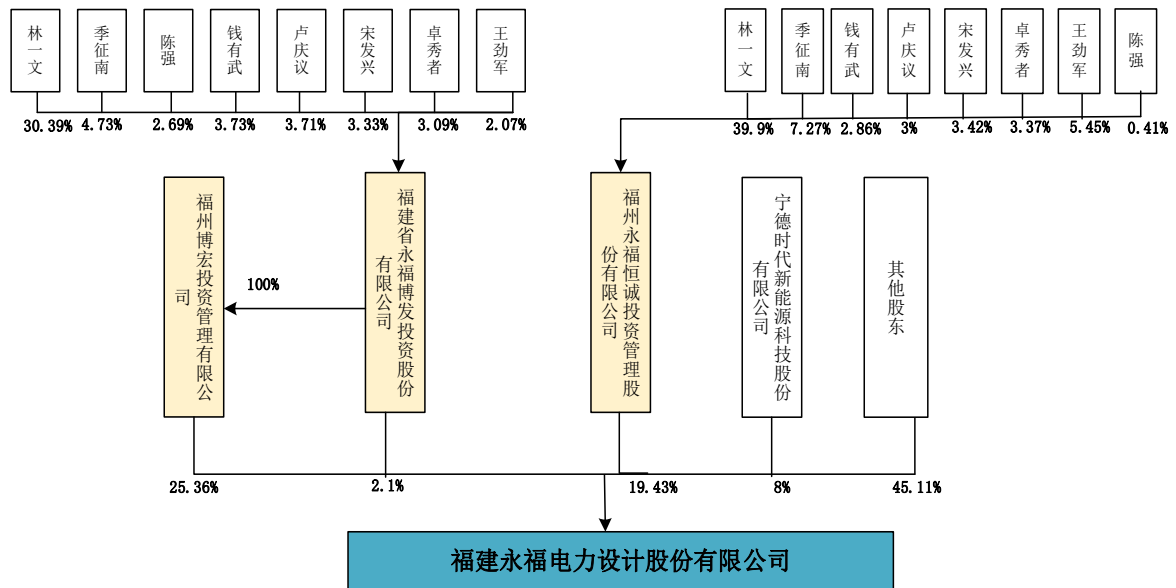 林一文
季征南
陈强
钱有武
卢庆议
宋发兴
卓秀者
王劲军
30.39%
4.73%
2.69%
3.73%
3.71%
3.33%
3.09%
2.07%
林一文
季征南
钱有武
卢庆议
宋发兴
卓秀者
王劲军
陈强
39.9%
7.27%
2.86%
3%
3.42%
3.37%
5.45%
0.41%
福州博宏投资管理有限公
司
100%
福建省永福博发投资股份
有限公司
福州永福恒诚投资管理股
份有限公司
宁德时代新能源科技股份
有限公司
其他股东
25.36%
2.1%
19.43%
8%
45.11%
福建永福电力设计股份有限公司